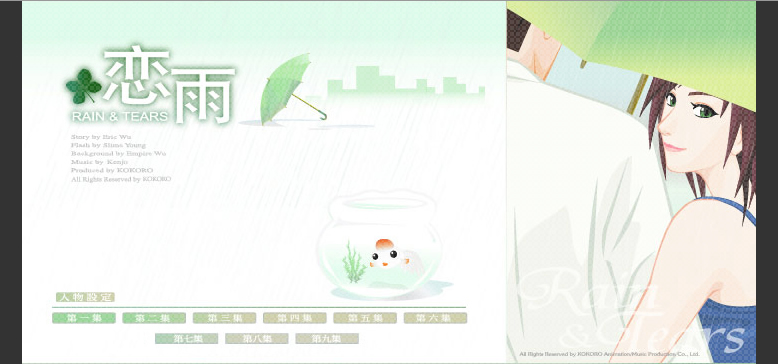 恋雨
RAIN & TEARS
Story by Eric Wu
Flash by Simo Young
Background by Empire Wu
Music by Kanjo
Produced by KOKORO
All Rights Reserved by KOKORO
人物設定
第一集 第二集 第三集 第四集 第五集 第六集
第七集 第八集 第九集
Rain
& Tears
All Rights Reserved by KOKORO Animation/Music Production Co., Ltd.